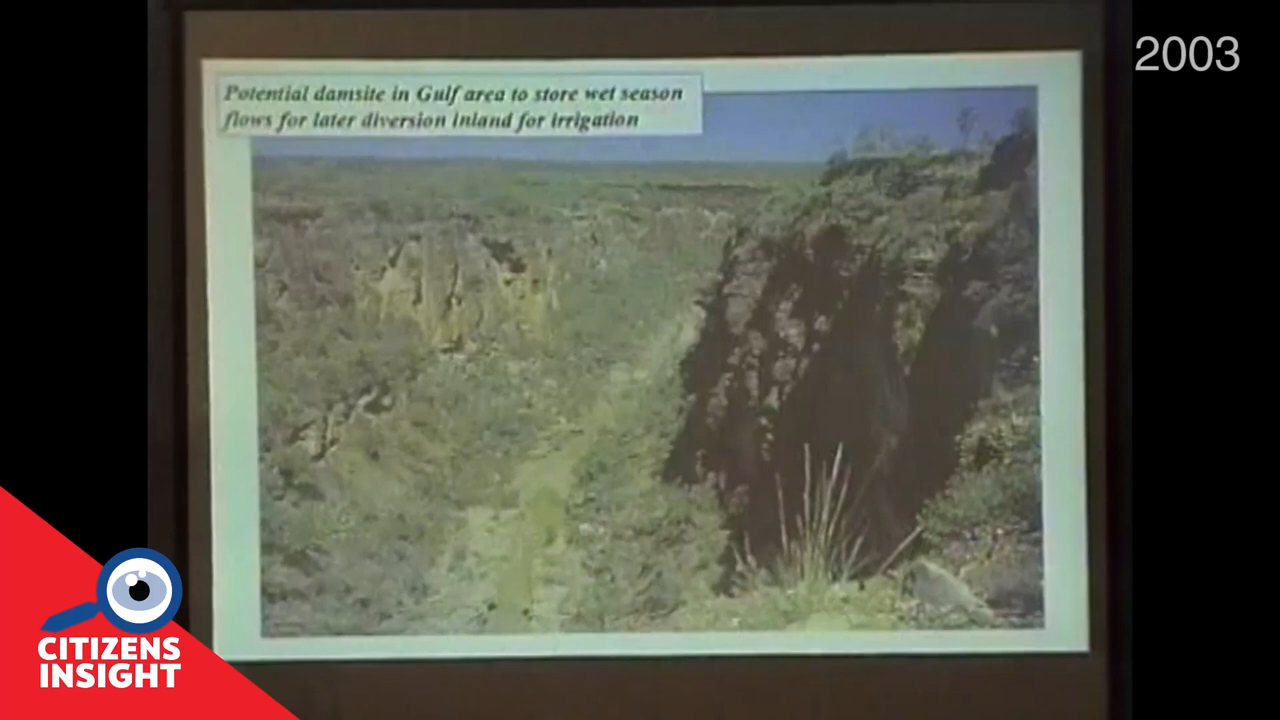 2003
Potential damsite in Gulf area to store wet season
flows for later diversion inland for irrigation
CITIZENS
INSIGHT